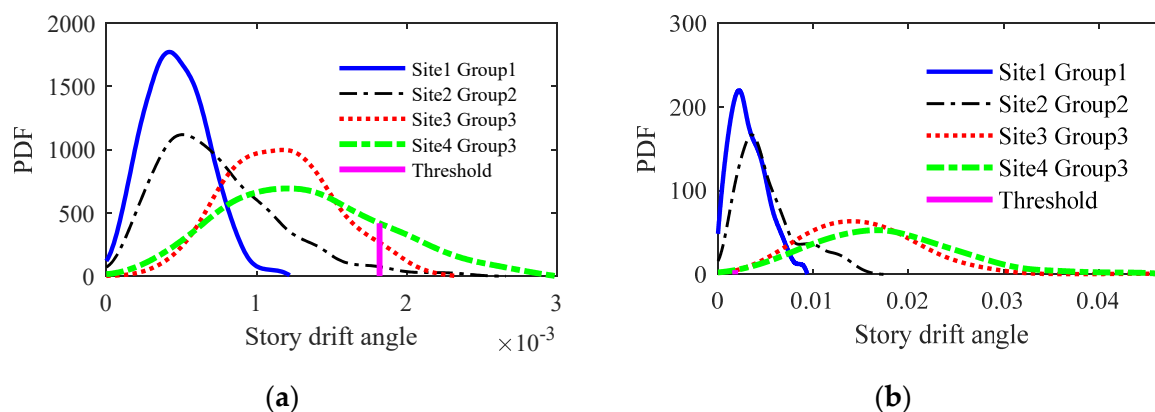 2000
1500
1000
500
0
PDF
Site1 Group1
Site2 Group2
Site3 Group3
Site4 Group3
Threshold
0 1 2 3
Story drift angle ×10⁻³
(a)
300
200
100
0
PDF
Site1 Group1
Site2 Group2
Site3 Group3
Site4 Group3
Threshold
0 0.01 0.02 0.03 0.04
Story drift angle
(b)